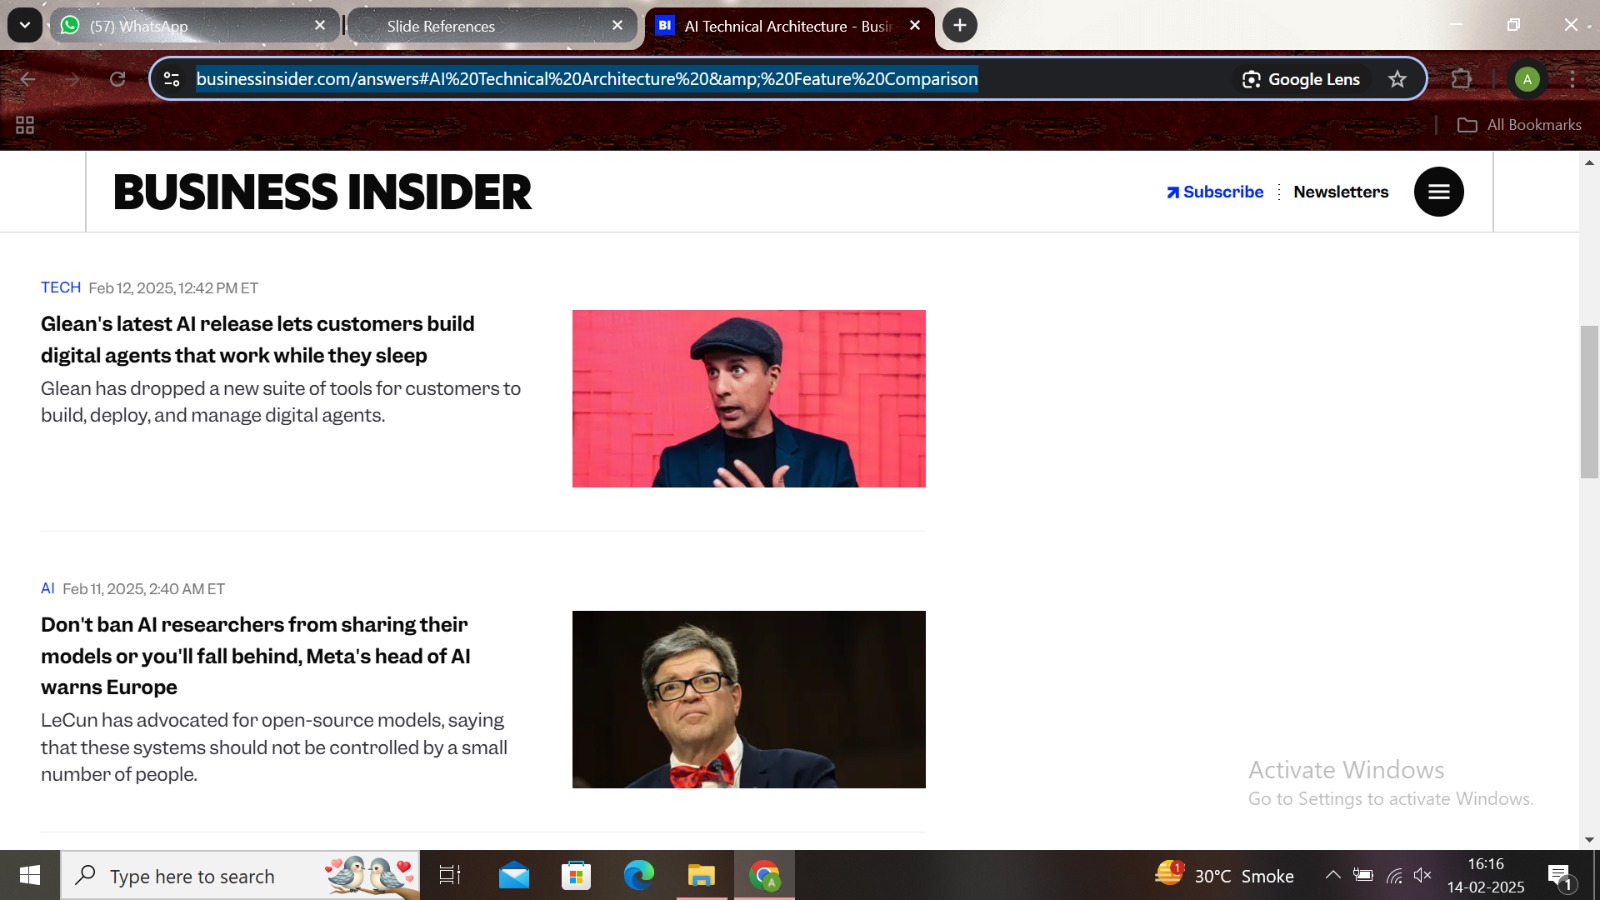 (57) WhatsApp
Slide References
BI AI Technical Architecture - Busi
businessinsider.com/answers#AI%20Technical%20Architecture%20&amp;%20Feature%20Comparison
Google Lens
A
All Bookmarks
BUSINESS INSIDER
Subscribe
Newsletters
TECH Feb 12, 2025, 12:42 PM ET
Glean's latest AI release lets customers build
digital agents that work while they sleep
Glean has dropped a new suite of tools for customers to
build, deploy, and manage digital agents.
AI Feb 11, 2025, 2:40 AM ET
Don't ban AI researchers from sharing their
models or you'll fall behind, Meta's head of AI
warns Europe
LeCun has advocated for open-source models, saying
that these systems should not be controlled by a small
number of people.
Activate Windows
Go to Settings to activate Windows.
Type here to search
A
1
30°C Smoke
16:16
14-02-2025
1